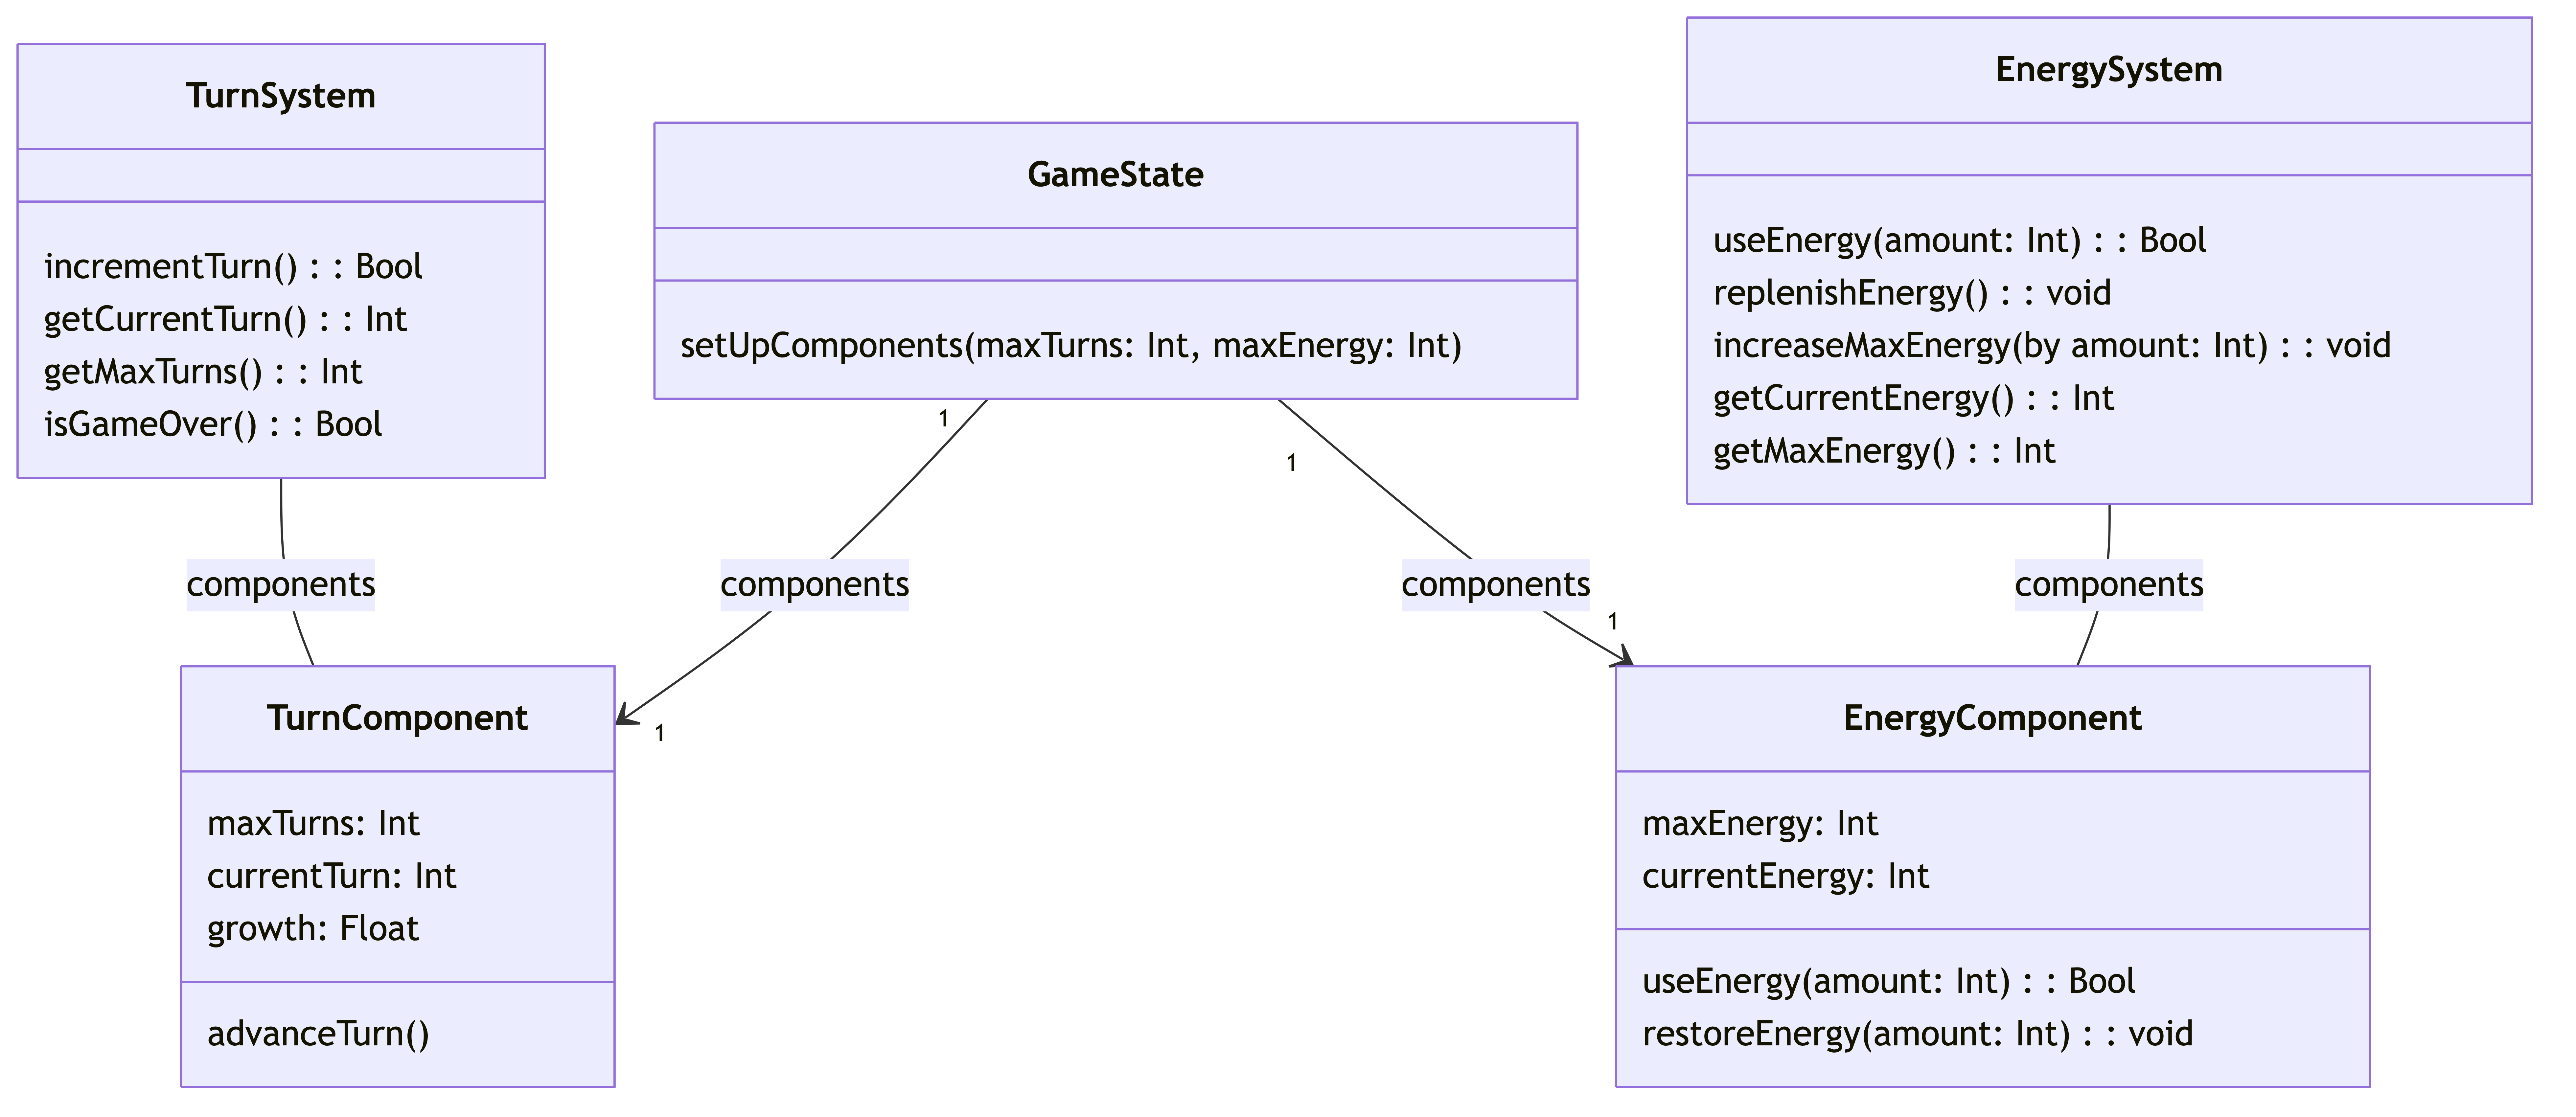 TurnSystem
incrementTurn() : : Bool
getCurrentTurn() : : Int
getMaxTurns() : : Int
isGameOver() : : Bool
GameState
setUpComponents(maxTurns: Int, maxEnergy: Int)
EnergySystem
useEnergy(amount: Int) : : Bool
replenishEnergy() : : void
increaseMaxEnergy(by amount: Int) : : void
getCurrentEnergy() : : Int
getMaxEnergy() : : Int
1
1
components
components
components
components
1
1
TurnComponent
maxTurns: Int
currentTurn: Int
growth: Float
advanceTurn()
EnergyComponent
maxEnergy: Int
currentEnergy: Int
useEnergy(amount: Int) : : Bool
restoreEnergy(amount: Int) : : void